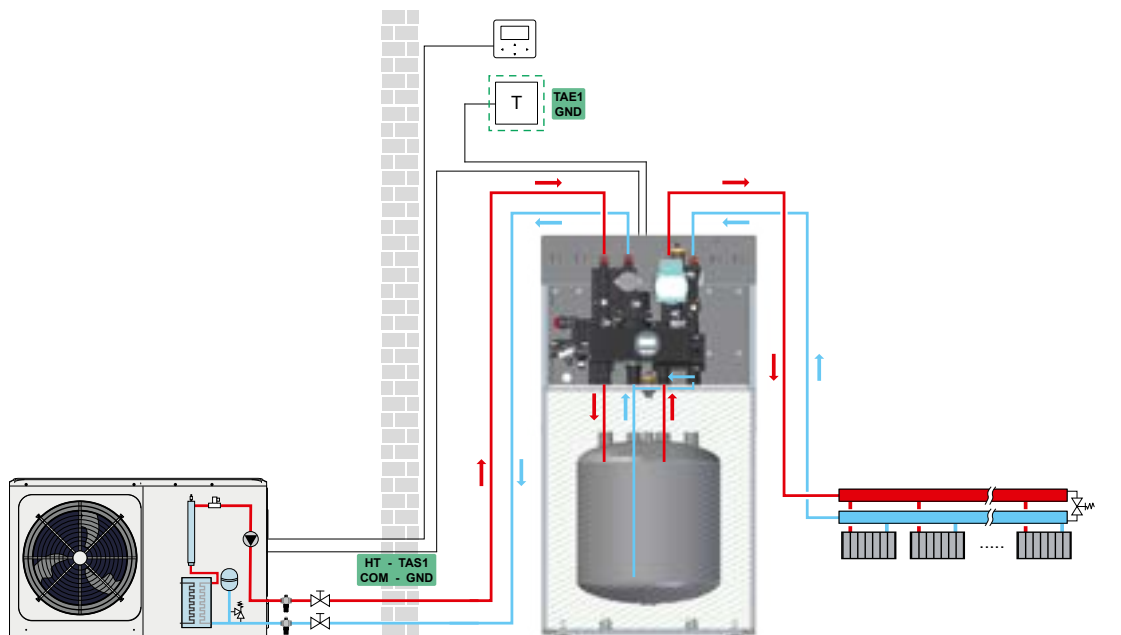 T
TAE1
GND
HT - TAS1
COM - GND